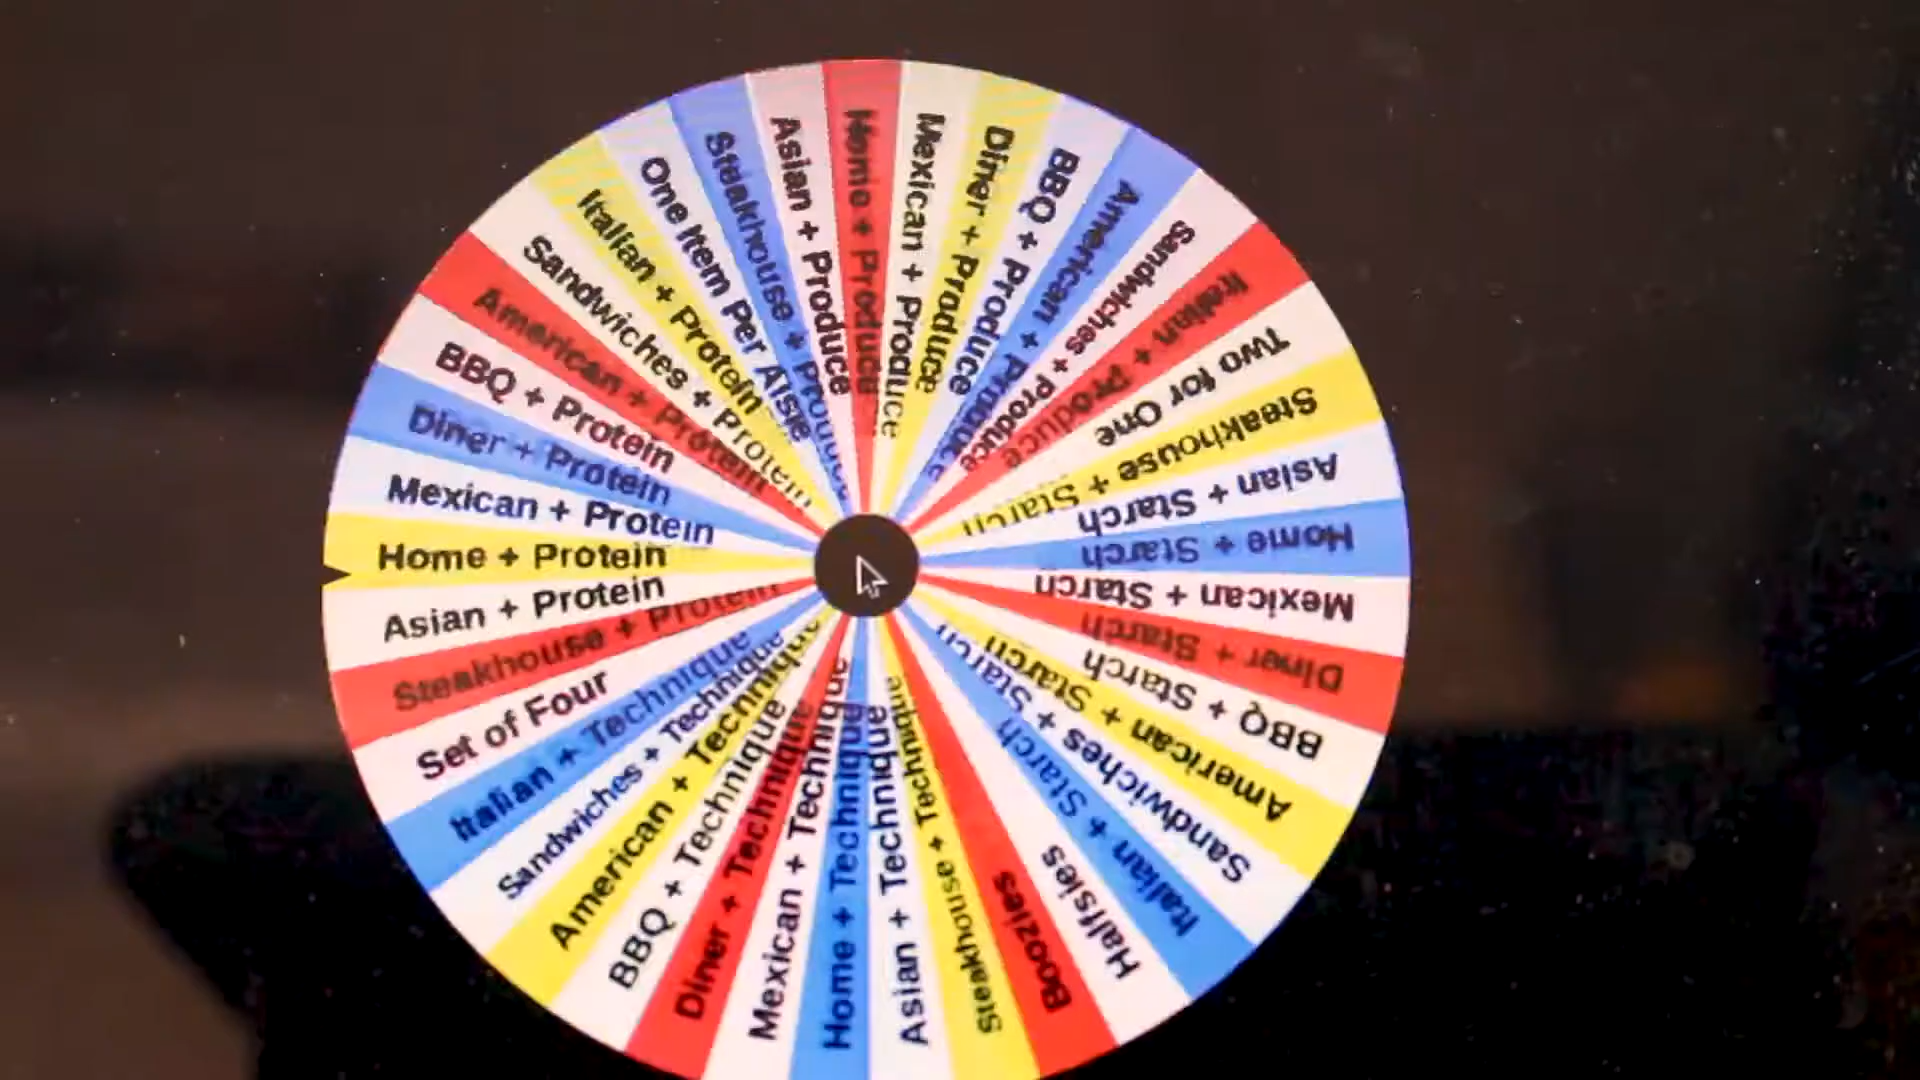 Home + Produce
Mexican + Produce
Diner + Produce
BBQ + Produce
American + Produce
Sandwiches + Produce
Italian + Produce
Two for One
Steakhouse + Starch
Asian + Starch
Home + Starch
Mexican + Starch
Diner + Starch
BBQ + Starch
American + Starch
Sandwiches + Starch
Italian + Starch
Halfsies
Boozies
Steakhouse + Technique
Asian + Technique
Home + Technique
Mexican + Technique
Diner + Technique
BBQ + Technique
American + Technique
Sandwiches + Technique
Italian + Technique
Set of Four
Steakhouse + Protein
Asian + Protein
Home + Protein
Mexican + Protein
Diner + Protein
BBQ + Protein
American + Protein
Sandwiches + Protein
Italian + Protein
One Item Per Aisle
Steakhouse + Produce
Asian + Produce